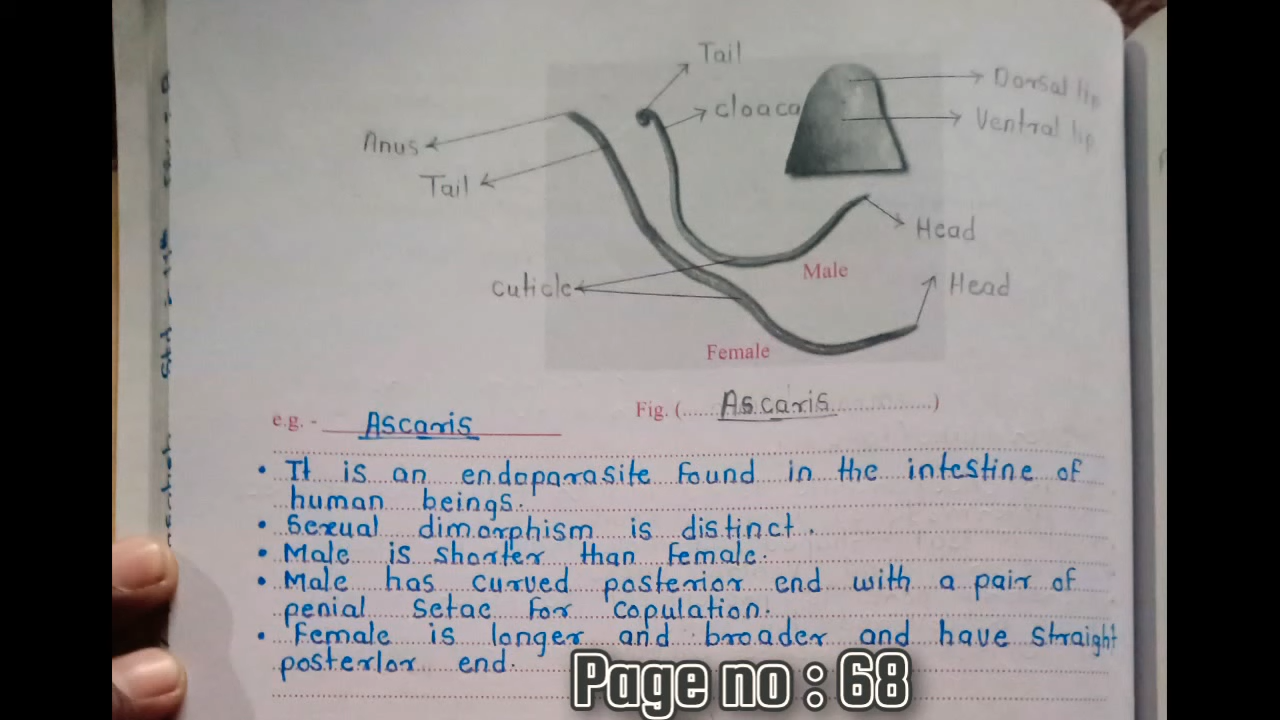 Tail
Dorsal lip
cloaca
Ventral lip
Anus
Tail
Head
Male
cuticle
Head
Female
e.g. - Ascaris
Fig. (......Ascaris..................)
• It is an endoparasite found in the intestine of
human beings.
• Sexual dimorphism is distinct.
• Male is shorter than female.
• Male has curved posterior end with a pair of
penial setae for copulation.
• Female is longer and broader and have straight
posterior end.
Page no : 68